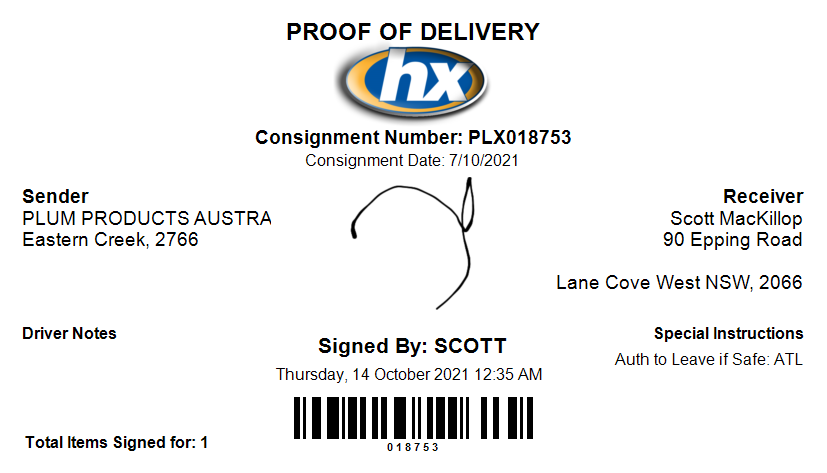 PROOF OF DELIVERY
hx
Consignment Number: PLX018753
Consignment Date: 7/10/2021
Sender
PLUM PRODUCTS AUSTRA
Eastern Creek, 2766
Receiver
Scott MacKillop
90 Epping Road
Lane Cove West NSW, 2066
Driver Notes
Signed By: SCOTT
Thursday, 14 October 2021 12:35 AM
Special Instructions
Auth to Leave if Safe: ATL
Total Items Signed for: 1
018753